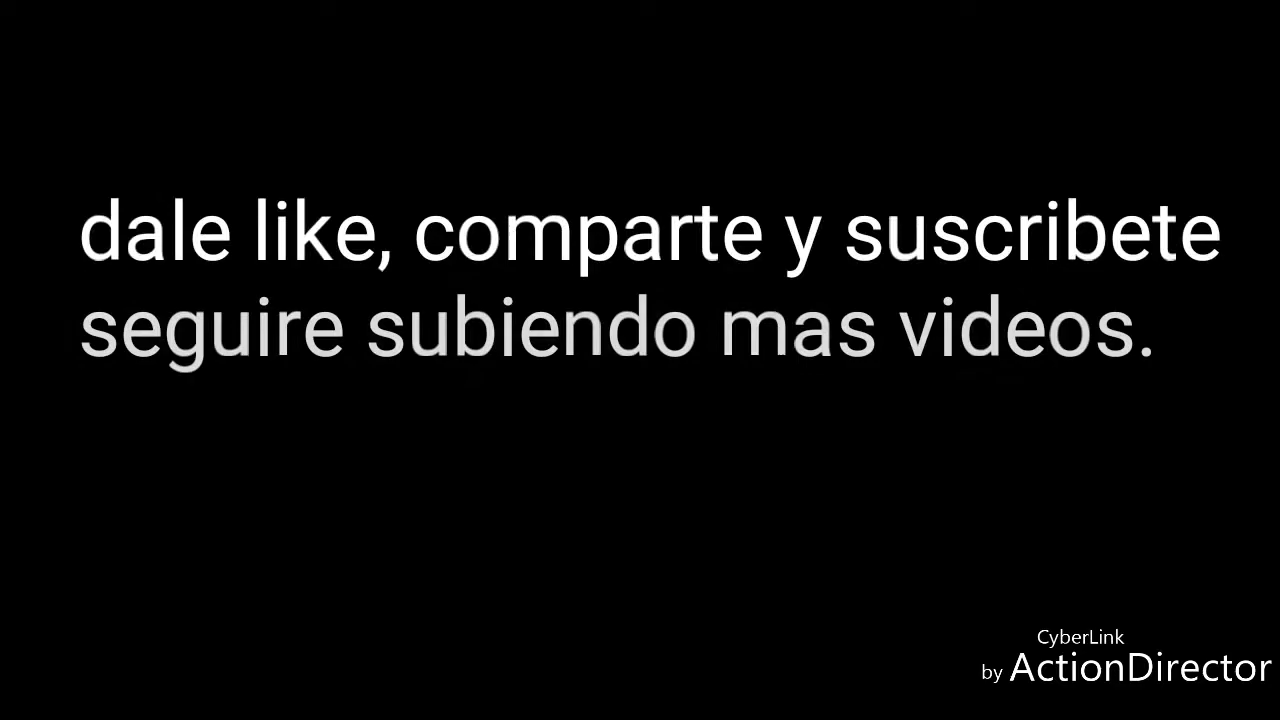 dale like, comparte y suscribete
seguire subiendo mas videos.
CyberLink
by ActionDirector